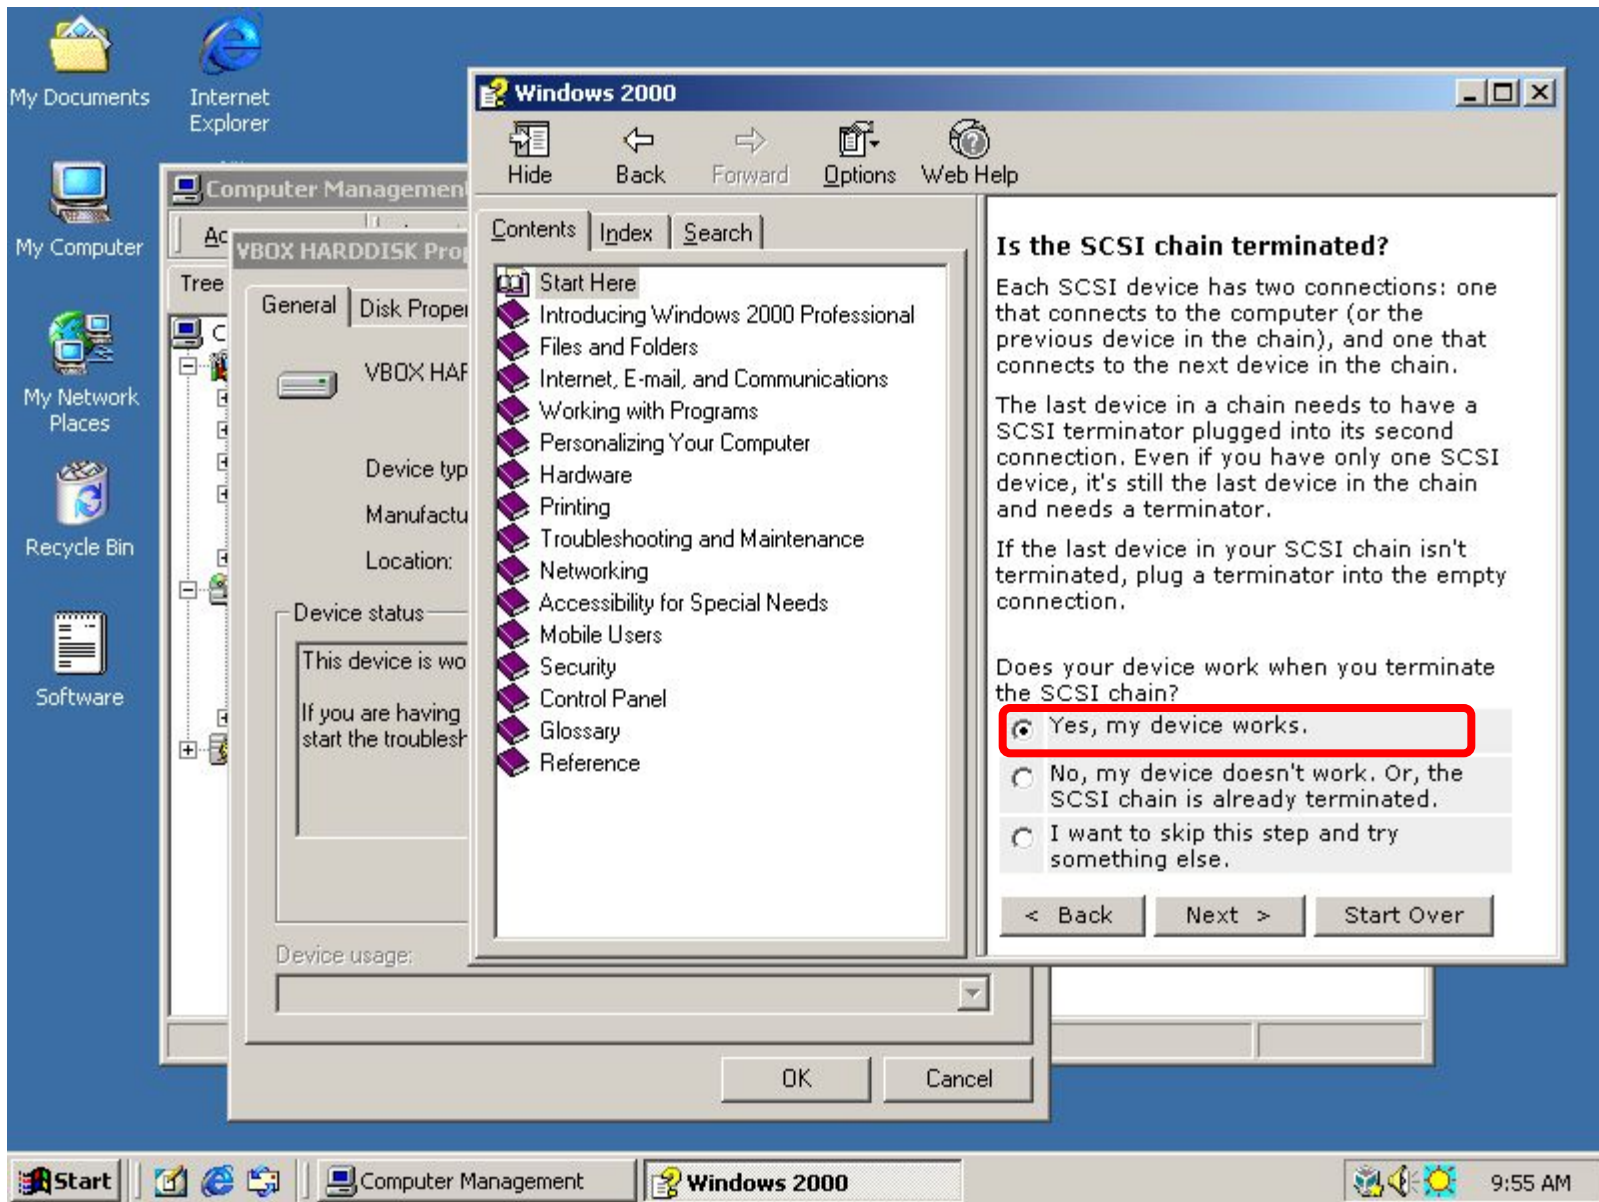 My Documents
Internet
Explorer
My Computer
My Network
Places
Recycle Bin
Software
Computer Managemen
Tree
VBOX HARDDISK Prop
General
Disk Proper
VBOX HAR
Device typ
Manufactu
Location:
Device status
This device is wo
If you are having
start the troublesh
Device usage:
OK
Cancel
Windows 2000
Hide
Back
Forward
Options
Web Help
Contents
Index
Search
Start Here
Introducing Windows 2000 Professional
Files and Folders
Internet, E-mail, and Communications
Working with Programs
Personalizing Your Computer
Hardware
Printing
Troubleshooting and Maintenance
Networking
Accessibility for Special Needs
Mobile Users
Security
Control Panel
Glossary
Reference
Is the SCSI chain terminated?
Each SCSI device has two connections: one
that connects to the computer (or the
previous device in the chain), and one that
connects to the next device in the chain.
The last device in a chain needs to have a
SCSI terminator plugged into its second
connection. Even if you have only one SCSI
device, it's still the last device in the chain
and needs a terminator.
If the last device in your SCSI chain isn't
terminated, plug a terminator into the empty
connection.
Does your device work when you terminate
the SCSI chain?
Yes, my device works.
No, my device doesn't work. Or, the
SCSI chain is already terminated.
I want to skip this step and try
something else.
< Back
Next >
Start Over
Start
Computer Management
Windows 2000
9:55 AM